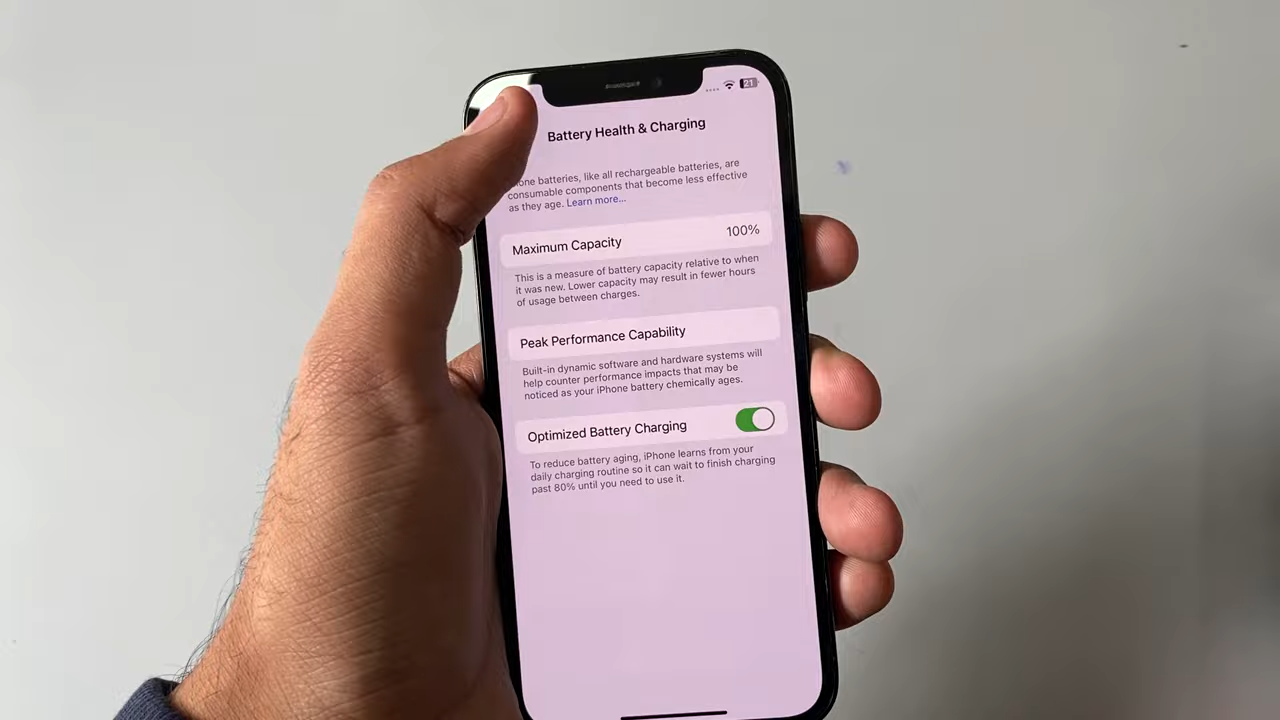 21
Battery Health & Charging
one batteries, like all rechargeable batteries, are
consumable components that become less effective
as they age. Learn more...
Maximum Capacity 100%
This is a measure of battery capacity relative to when
it was new. Lower capacity may result in fewer hours
of usage between charges.
Peak Performance Capability
Built-in dynamic software and hardware systems will
help counter performance impacts that may be
noticed as your iPhone battery chemically ages.
Optimized Battery Charging
To reduce battery aging, iPhone learns from your
daily charging routine so it can wait to finish charging
past 80% until you need to use it.